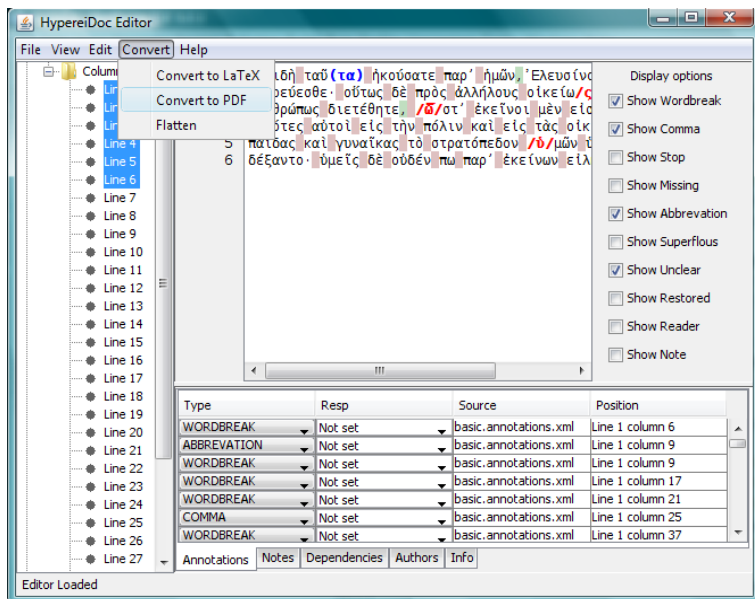 HypereiDoc Editor
File View Edit Convert Help
Convert to LaTeX
Convert to PDF
Flatten
Line 4
Line 5
Line 6
Line 7
Line 8
Line 9
Line 10
Line 11
Line 12
Line 13
Line 14
Line 15
Line 16
Line 17
Line 18
Line 19
Line 20
Line 21
Line 22
Line 23
Line 24
Line 25
Line 26
Line 27
ταῦ(τα) ἠκούσατε παρ' ἡμῶν, Ἐλευσίν
εύεσθε· οὕτως δὲ πρὸς ἀλλήλους οἰκείω/ς
θρώπως διετέθητε, /ὥ/στ' ἐκεῖνοι μὲν εἰσ
ότες αὐτοὶ εἰς τὴν πόλιν καὶ εἰς τὰς οἰκ
5 παῖδας καὶ γυναῖκας τὸ στρατόπεδον /ὑ/μῶν
6 δέξαντο· ὑμεῖς δὲ οὐδέν πω παρ' ἐκείνων εἰλ
Display options
Show Wordbreak
Show Comma
Show Stop
Show Missing
Show Abbrevation
Show Superflous
Show Unclear
Show Restored
Show Reader
Show Note
Type Resp Source Position
WORDBREAK Not set basic.annotations.xml Line 1 column 6
ABBREVATION Not set basic.annotations.xml Line 1 column 9
WORDBREAK Not set basic.annotations.xml Line 1 column 9
WORDBREAK Not set basic.annotations.xml Line 1 column 17
WORDBREAK Not set basic.annotations.xml Line 1 column 21
COMMA Not set basic.annotations.xml Line 1 column 25
WORDBREAK Not set basic.annotations.xml Line 1 column 37
Annotations Notes Dependencies Authors Info
Editor Loaded